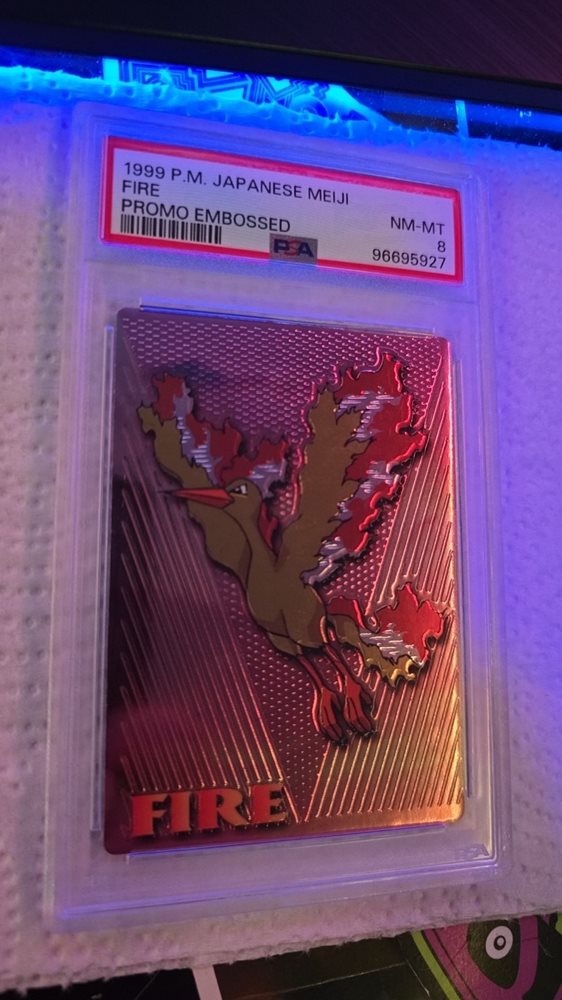 1999 P.M. JAPANESE MEIJI
FIRE
NM-MT
PROMO EMBOSSED
8
PSA
96695927
FIRE